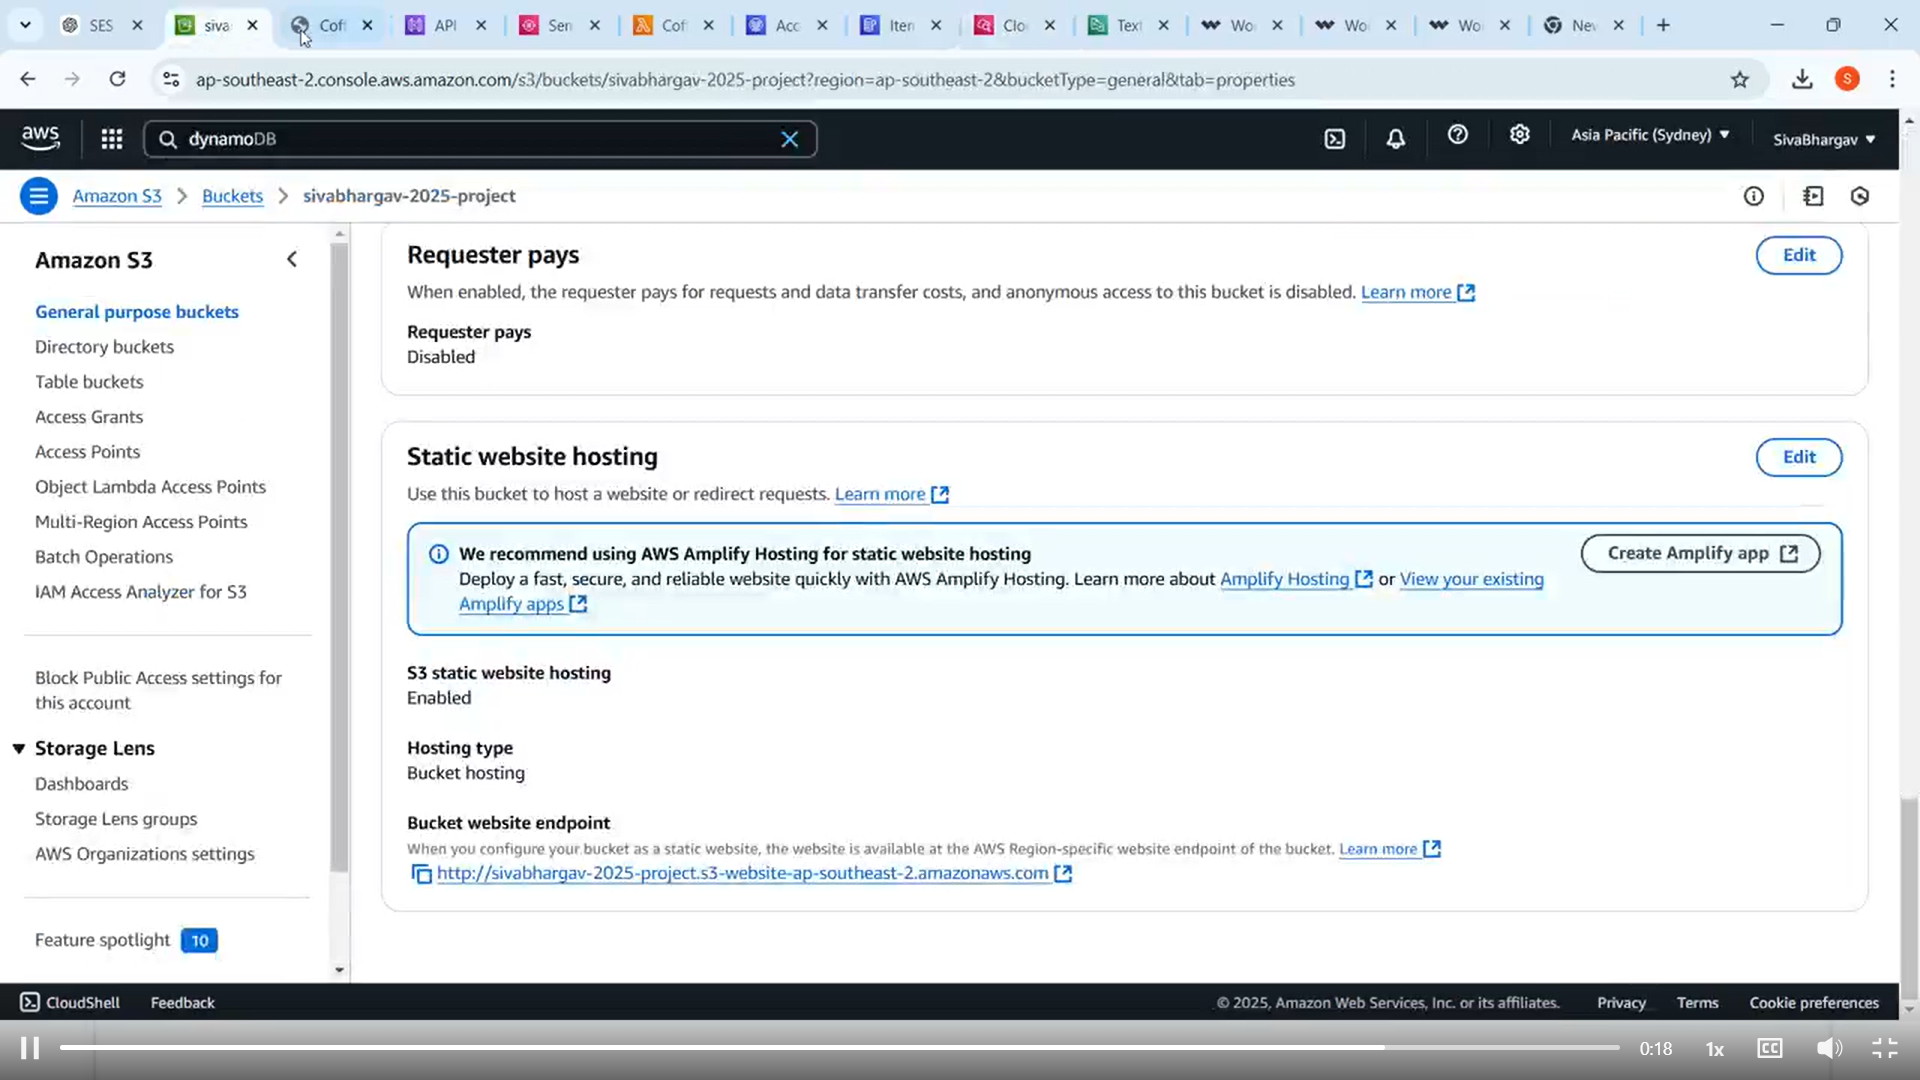 SES
siva
Coff
API
Sen
Cof
Acc
Iten
Clo
Text
Wo
Wo
Wo
Nev
ap-southeast-2.console.aws.amazon.com/s3/buckets/sivabhargav-2025-project?region=ap-southeast-2&bucketType=general&tab=properties
S
aws
dynamoDB
Asia Pacific (Sydney)
SivaBhargav
Amazon S3
Buckets
sivabhargav-2025-project
Amazon S3
General purpose buckets
Directory buckets
Table buckets
Access Grants
Access Points
Object Lambda Access Points
Multi-Region Access Points
Batch Operations
IAM Access Analyzer for S3
Block Public Access settings for
this account
Storage Lens
Dashboards
Storage Lens groups
AWS Organizations settings
Feature spotlight 10
Requester pays
Edit
When enabled, the requester pays for requests and data transfer costs, and anonymous access to this bucket is disabled. Learn more
Requester pays
Disabled
Static website hosting
Edit
Use this bucket to host a website or redirect requests. Learn more
We recommend using AWS Amplify Hosting for static website hosting
Create Amplify app
Deploy a fast, secure, and reliable website quickly with AWS Amplify Hosting. Learn more about Amplify Hosting or View your existing
Amplify apps
S3 static website hosting
Enabled
Hosting type
Bucket hosting
Bucket website endpoint
When you configure your bucket as a static website, the website is available at the AWS Region-specific website endpoint of the bucket. Learn more
http://sivabhargav-2025-project.s3-website-ap-southeast-2.amazonaws.com
CloudShell
Feedback
© 2025, Amazon Web Services, Inc. or its affiliates.
Privacy
Terms
Cookie preferences
0:18
1x
CC